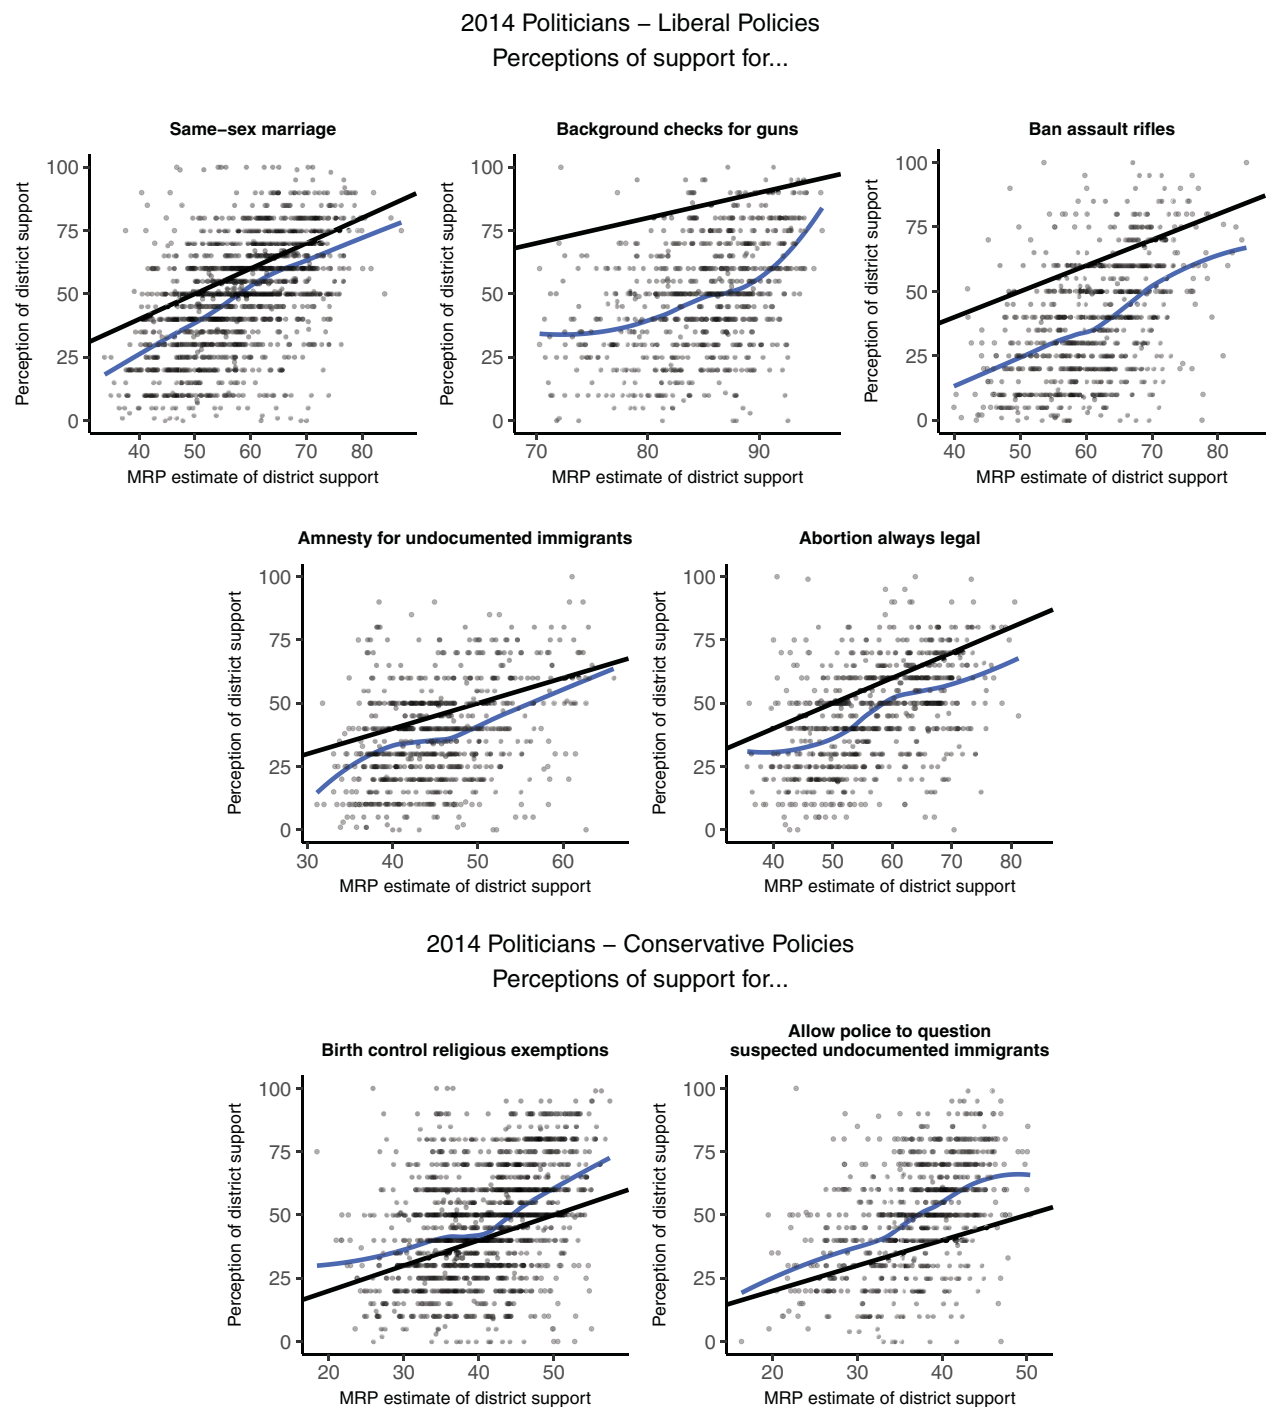 2014 Politicians – Liberal Policies
Perceptions of support for...
Same–sex marriage
Perception of district support
100
75
50
25
0
40 50 60 70 80
MRP estimate of district support
Background checks for guns
Perception of district support
100
75
50
25
0
70 80 90
MRP estimate of district support
Ban assault rifles
Perception of district support
100
75
50
25
0
40 50 60 70 80
MRP estimate of district support
Amnesty for undocumented immigrants
Perception of district support
100
75
50
25
0
30 40 50 60
MRP estimate of district support
Abortion always legal
Perception of district support
100
75
50
25
0
40 50 60 70 80
MRP estimate of district support
2014 Politicians – Conservative Policies
Perceptions of support for...
Birth control religious exemptions
Perception of district support
100
75
50
25
0
20 30 40 50
MRP estimate of district support
Allow police to question
suspected undocumented immigrants
Perception of district support
100
75
50
25
0
20 30 40 50
MRP estimate of district support